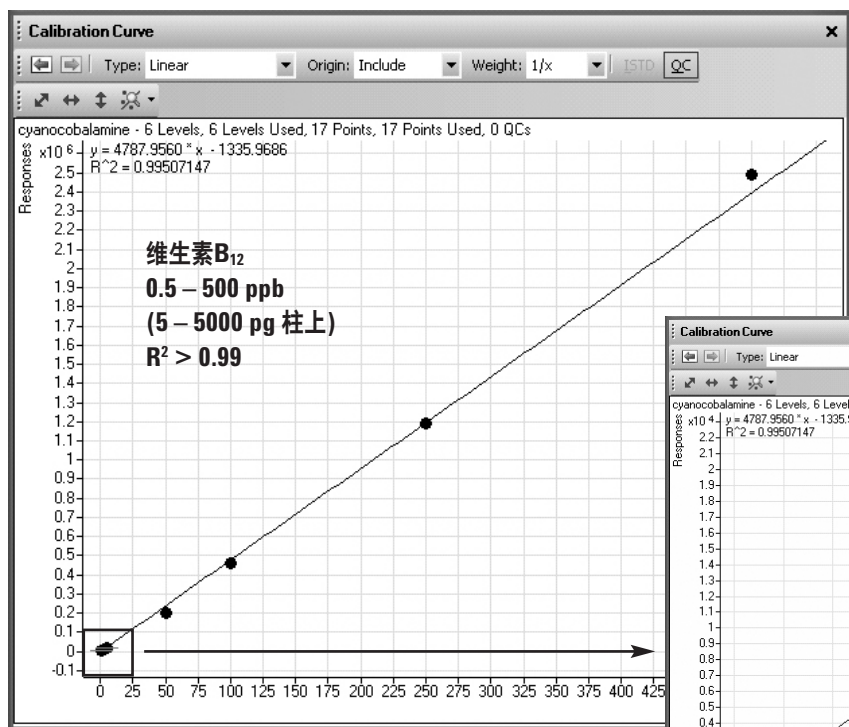 Calibration Curve
Type: Linear Origin: Include Weight: 1/x ISTD QC
cyanocobalamine - 6 Levels, 6 Levels Used, 17 Points, 17 Points Used, 0 QCs
Responses
x10 6
y = 4787.9560 * x - 1335.9686
R^2 = 0.99507147
2.5
2.4
2.3
2.2
2.1
2
1.9
1.8
1.7
1.6
1.5
1.4
1.3
1.2
1.1
1
0.9
0.8
0.7
0.6
0.5
0.4
0.3
0.2
0.1
0
-0.1
维生素B₁₂
0.5 – 500 ppb
(5 – 5000 pg 柱上)
R² > 0.99
0 25 50 75 100 125 150 175 200 225 250 275 300 325 350 375 400 425
Calibration Curve
Type: Linear
cyanocobalamine - 6 Levels, 6 Level
Responses
x10 4
y = 4787.9560 * x - 1335.9
R^2 = 0.99507147
2.2
2.1
2
1.9
1.8
1.7
1.6
1.5
1.4
1.3
1.2
1.1
1
0.9
0.8
0.7
0.6
0.5
0.4